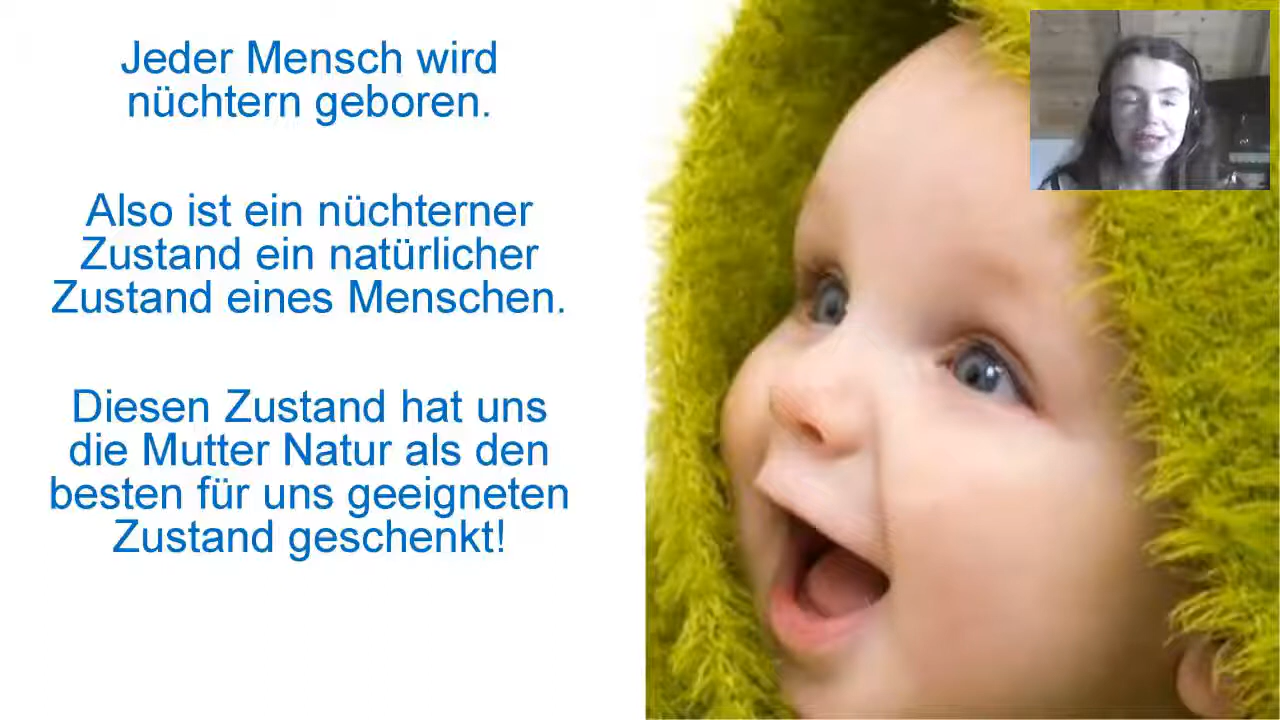 Jeder Mensch wird
nüchtern geboren.
Also ist ein nüchterner
Zustand ein natürlicher
Zustand eines Menschen.
Diesen Zustand hat uns
die Mutter Natur als den
besten für uns geeigneten
Zustand geschenkt!